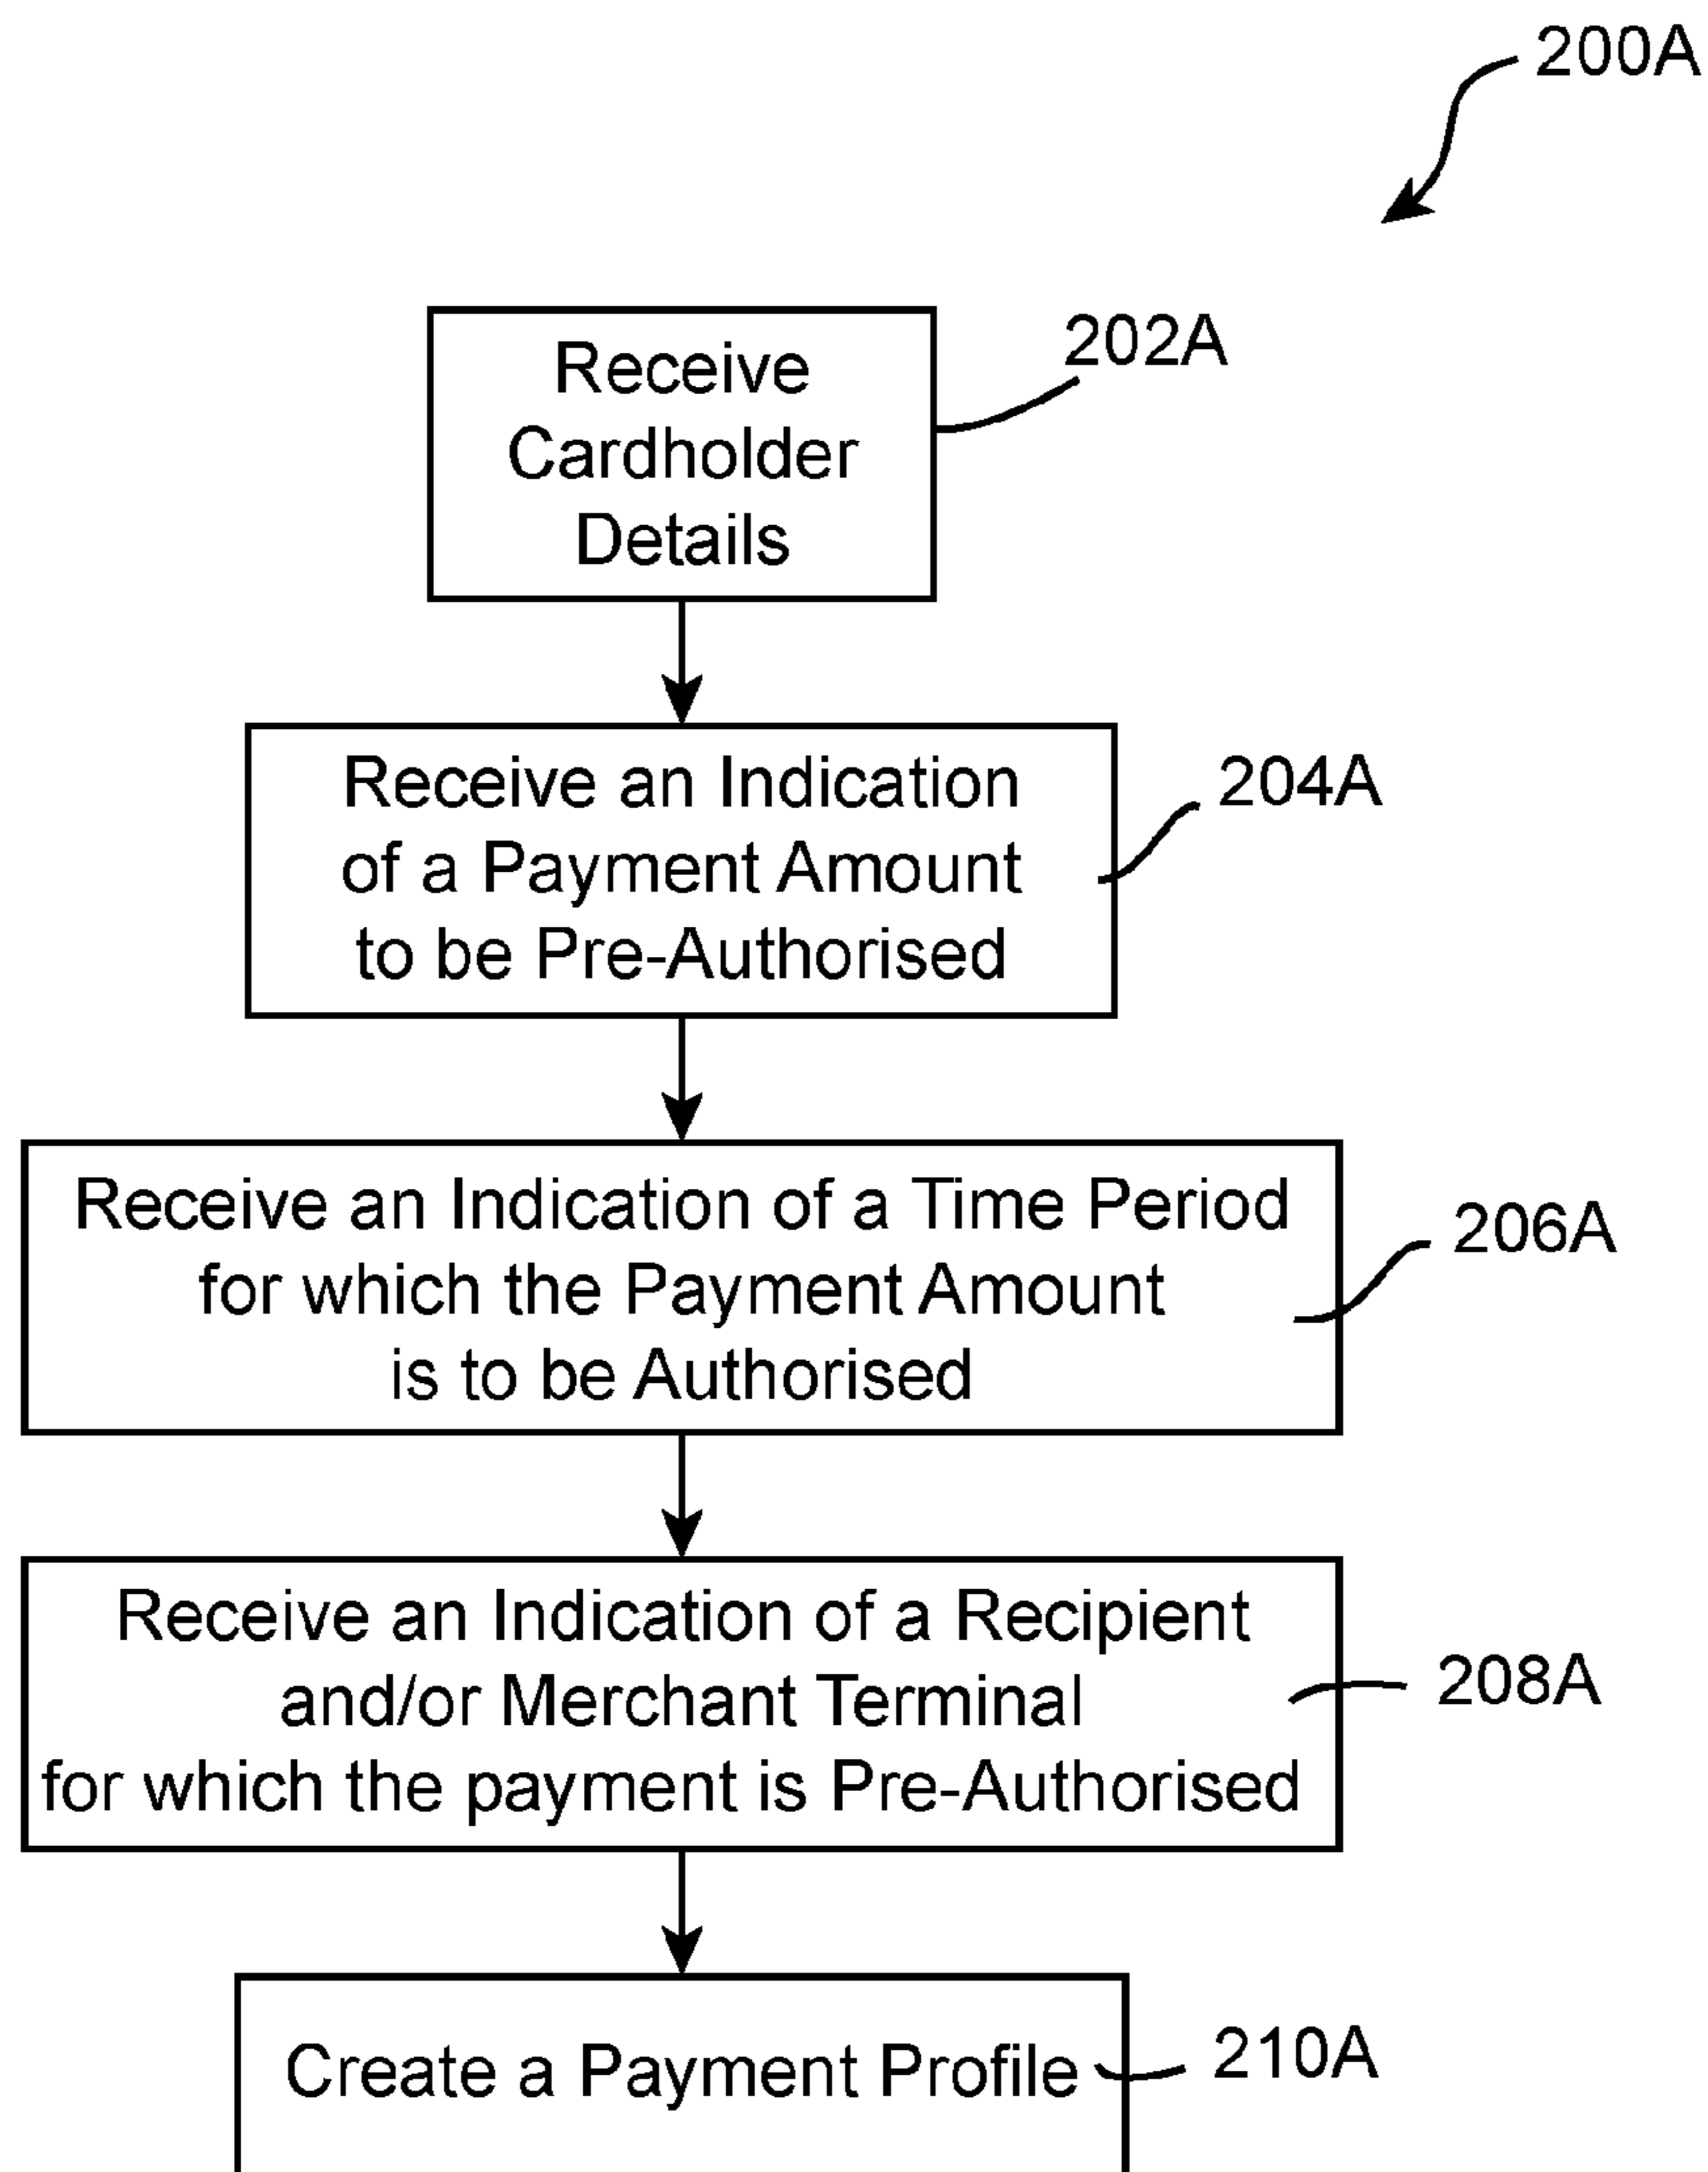 200A
Receive
Cardholder
Details
202A
Receive an Indication
of a Payment Amount
to be Pre-Authorised
204A
Receive an Indication of a Time Period
for which the Payment Amount
is to be Authorised
206A
Receive an Indication of a Recipient
and/or Merchant Terminal
for which the payment is Pre-Authorised
208A
Create a Payment Profile
210A